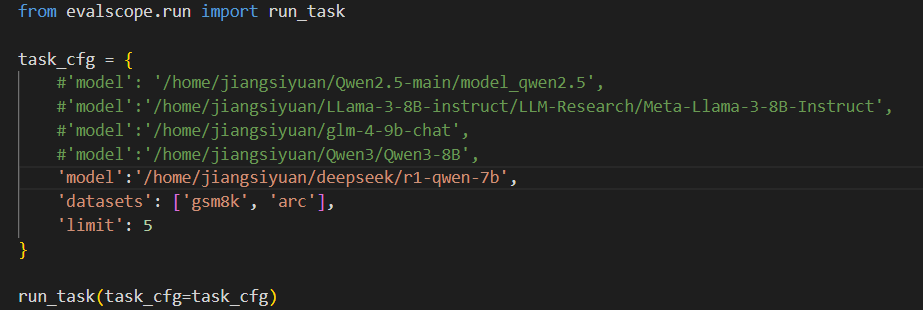 from evalscope.run import run_task
task_cfg = {
#'model': '/home/jiangsiyuan/Qwen2.5-main/model_qwen2.5',
#'model':'/home/jiangsiyuan/LLama-3-8B-instruct/LLM-Research/Meta-Llama-3-8B-Instruct',
#'model':'/home/jiangsiyuan/glm-4-9b-chat',
#'model':'/home/jiangsiyuan/Qwen3/Qwen3-8B',
'model':'/home/jiangsiyuan/deepseek/r1-qwen-7b',
'datasets': ['gsm8k', 'arc'],
'limit': 5
}
run_task(task_cfg=task_cfg)